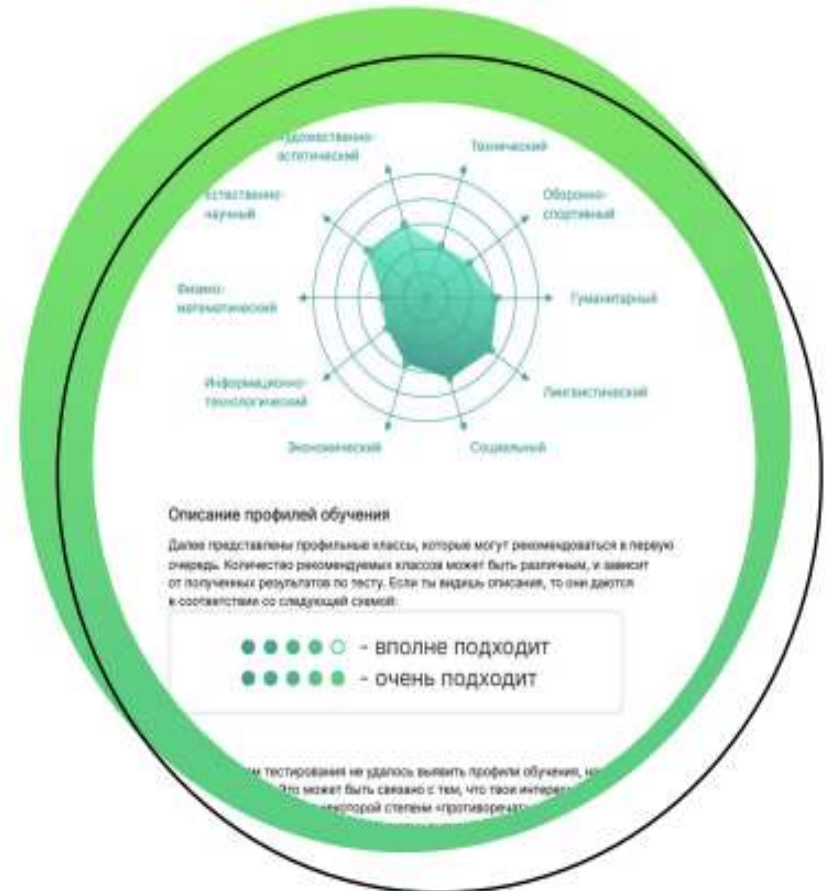 художественно-
эстетический
Технический
естественно-
научный
Оборонно-
спортивный
Физико-
математический
Гуманитарный
Информационно-
технологический
Лингвистический
Экономический
Социальный
Описание профилей обучения
Далее представлены профильные классы, которые могут рекомендоваться в первую
очередь. Количество рекомендуемых классов может быть различным, и зависит
от полученных результатов по тесту. Если ты видишь описания, то они даются
в соответствии со следующей схемой:
- вполне подходит
- очень подходит
тестирования не удалось выявить профили обучения,
Это может быть связано с тем, что твои
некоторой степени